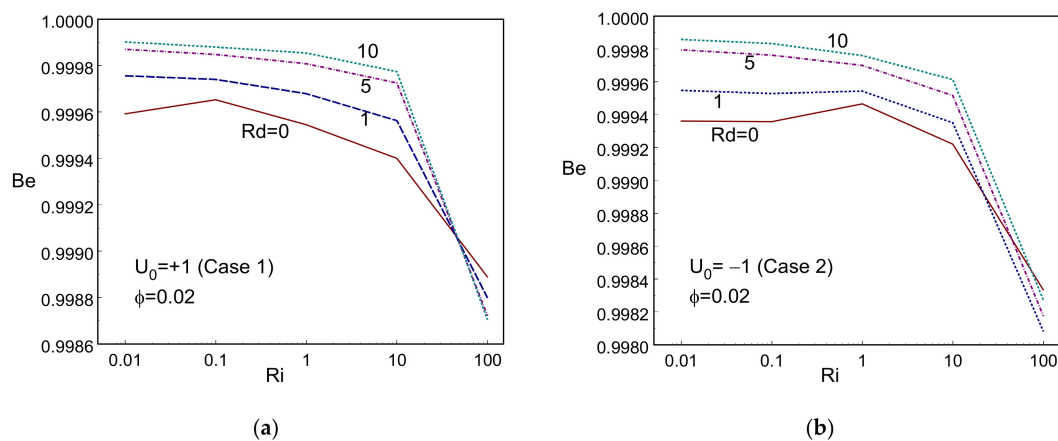 1.0000
0.9998
0.9996
0.9994
0.9992
0.9990
0.9988
0.9986
Be
10
5
1
Rd=0
U0=+1 (Case 1)
ϕ=0.02
0.01 0.1 1 10 100
Ri
(a)
1.0000
0.9998
0.9996
0.9994
0.9992
0.9990
0.9988
0.9986
0.9984
0.9982
0.9980
Be
10
5
1
Rd=0
U0= −1 (Case 2)
ϕ=0.02
0.01 0.1 1 10 100
Ri
(b)